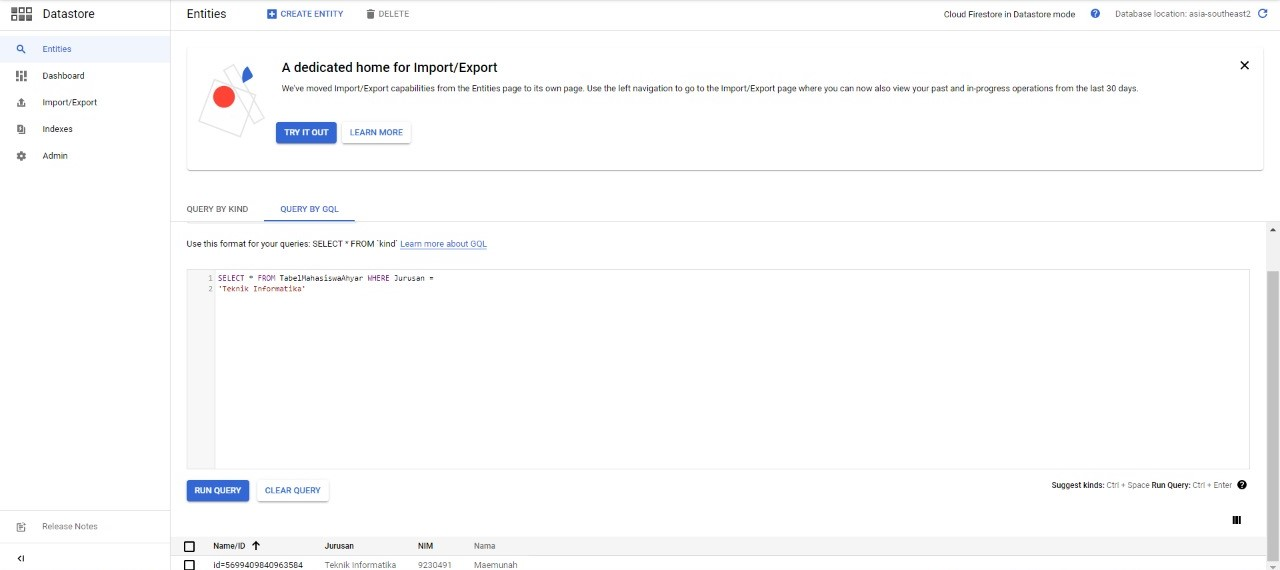 Datastore
Entities
CREATE ENTITY
DELETE
Cloud Firestore in Datastore mode
?
Database location: asia-southeast2
Entities
Dashboard
Import/Export
Indexes
Admin
A dedicated home for Import/Export
We've moved Import/Export capabilities from the Entities page to its own page. Use the left navigation to go to the Import/Export page where you can now also view your past and in-progress operations from the last 30 days.
TRY IT OUT
LEARN MORE
QUERY BY KIND
QUERY BY GQL
Use this format for your queries: SELECT * FROM `kind` Learn more about GQL
1 SELECT * FROM TabelMahasiswaAhyar WHERE Jurusan =
2 'Teknik Informatika'
RUN QUERY
CLEAR QUERY
Suggest kinds: Ctrl + Space Run Query: Ctrl + Enter ?
Release Notes
Name/ID Jurusan NIM Nama
id=5699409840963584 Teknik Informatika 9230491 Maemunah